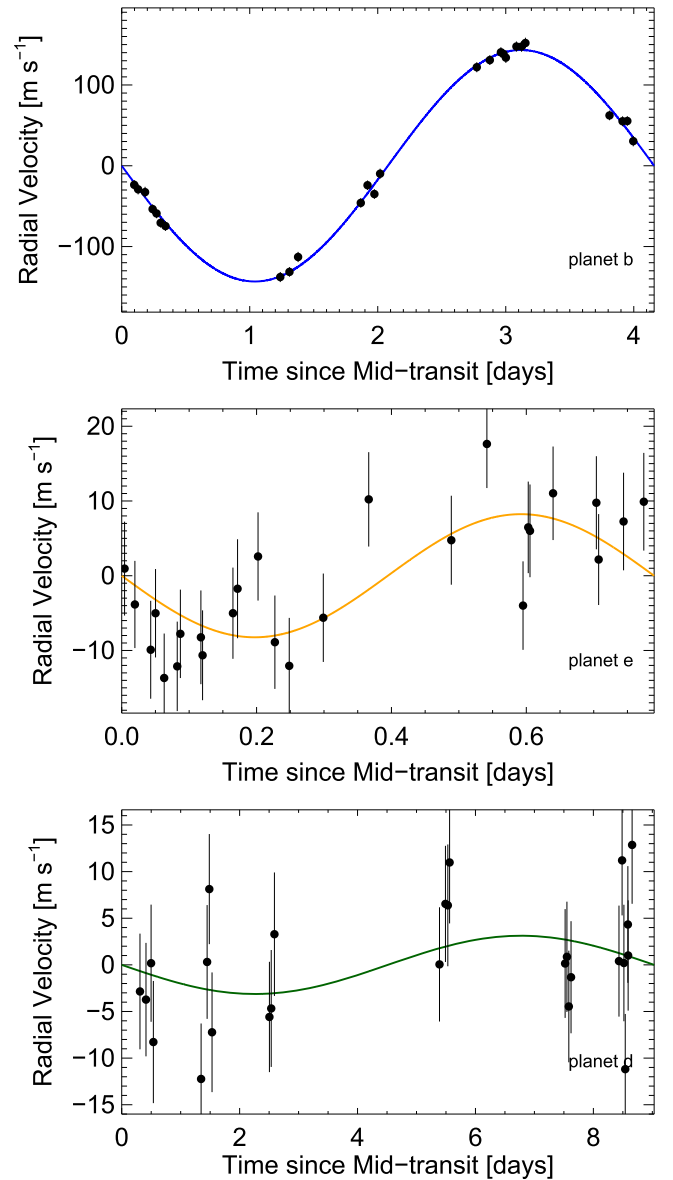 Radial Velocity [m s−1]
100
0
−100
planet b
0 1 2 3 4
Time since Mid−transit [days]
Radial Velocity [m s−1]
20
10
0
−10
planet e
0.0 0.2 0.4 0.6
Time since Mid−transit [days]
Radial Velocity [m s−1]
15
10
5
0
−5
−10
−15
planet d
0 2 4 6 8
Time since Mid−transit [days]